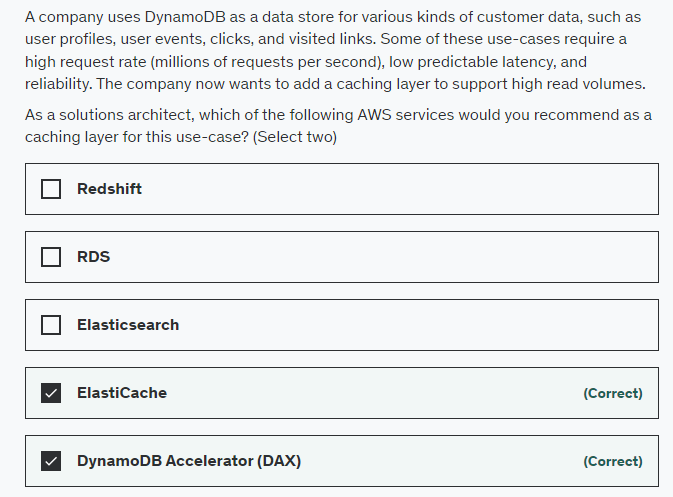 A company uses DynamoDB as a data store for various kinds of customer data, such as
user profiles, user events, clicks, and visited links. Some of these use-cases require a
high request rate (millions of requests per second), low predictable latency, and
reliability. The company now wants to add a caching layer to support high read volumes.
As a solutions architect, which of the following AWS services would you recommend as a
caching layer for this use-case? (Select two)
Redshift
RDS
Elasticsearch
ElastiCache (Correct)
DynamoDB Accelerator (DAX) (Correct)